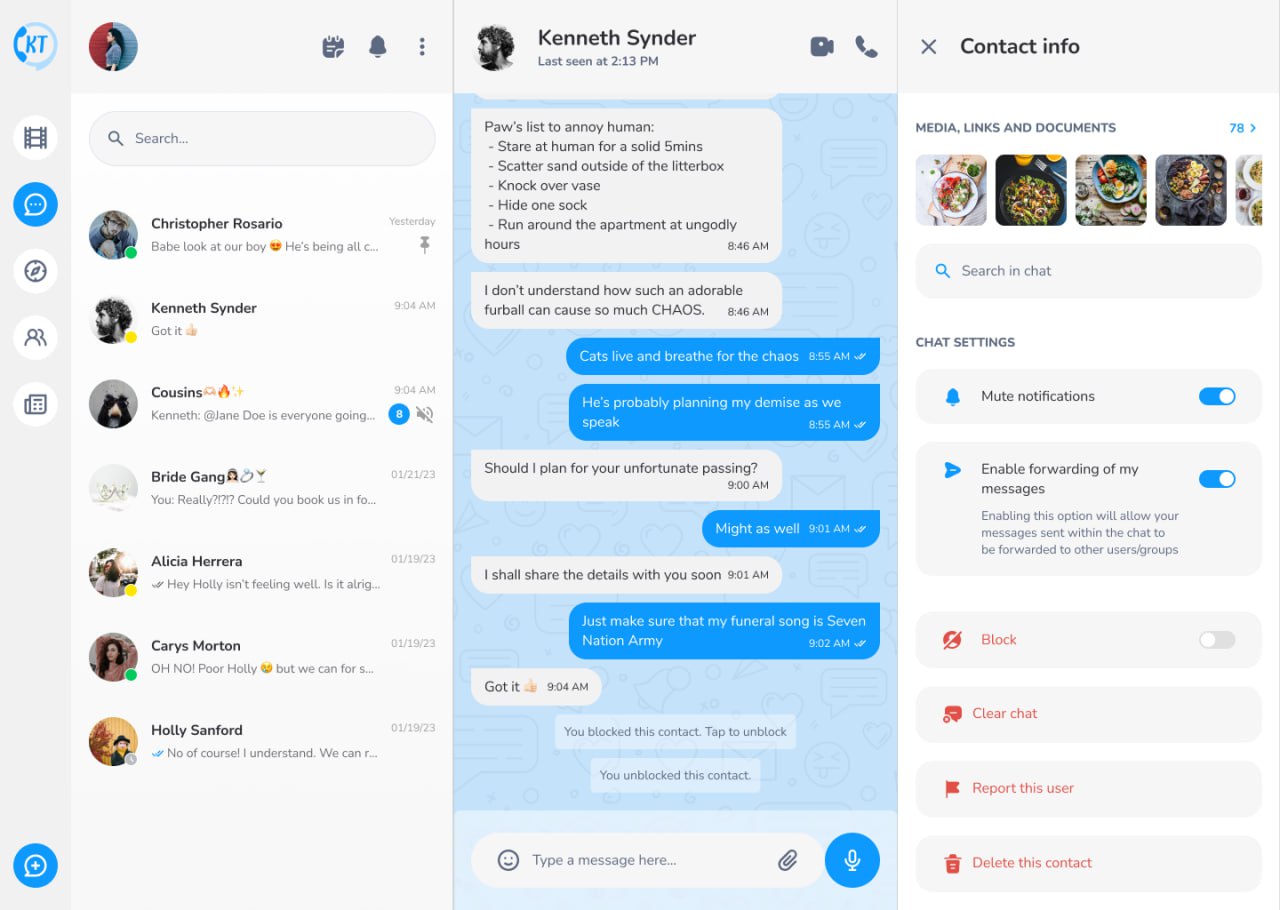 KT
Search...
Christopher Rosario
Yesterday
Babe look at our boy 😍 He's being all c...
Kenneth Synder
9:04 AM
Got it 👍🏻
Cousins🫶🏻🔥✨
9:04 AM
Kenneth: @Jane Doe is everyone going...
8
Bride Gang👰🏻💍🍸
01/21/23
You: Really?!?!? Could you book us in fo...
Alicia Herrera
01/19/23
Hey Holly isn't feeling well. Is it alrig...
Carys Morton
01/19/23
OH NO! Poor Holly 😢 but we can for s...
Holly Sanford
01/19/23
No of course! I understand. We can r...
Kenneth Synder
Last seen at 2:13 PM
Paw's list to annoy human:
- Stare at human for a solid 5mins
- Scatter sand outside of the litterbox
- Knock over vase
- Hide one sock
- Run around the apartment at ungodly
hours
8:46 AM
I don't understand how such an adorable
furball can cause so much CHAOS.
8:46 AM
Cats live and breathe for the chaos
8:55 AM
He's probably planning my demise as we
speak
8:55 AM
Should I plan for your unfortunate passing?
9:00 AM
Might as well
9:01 AM
I shall share the details with you soon
9:01 AM
Just make sure that my funeral song is Seven
Nation Army
9:02 AM
Got it 👍🏻
9:04 AM
You blocked this contact. Tap to unblock
You unblocked this contact.
Type a message here...
Contact info
MEDIA, LINKS AND DOCUMENTS
78
Search in chat
CHAT SETTINGS
Mute notifications
Enable forwarding of my
messages
Enabling this option will allow your
messages sent within the chat to
be forwarded to other users/groups
Block
Clear chat
Report this user
Delete this contact